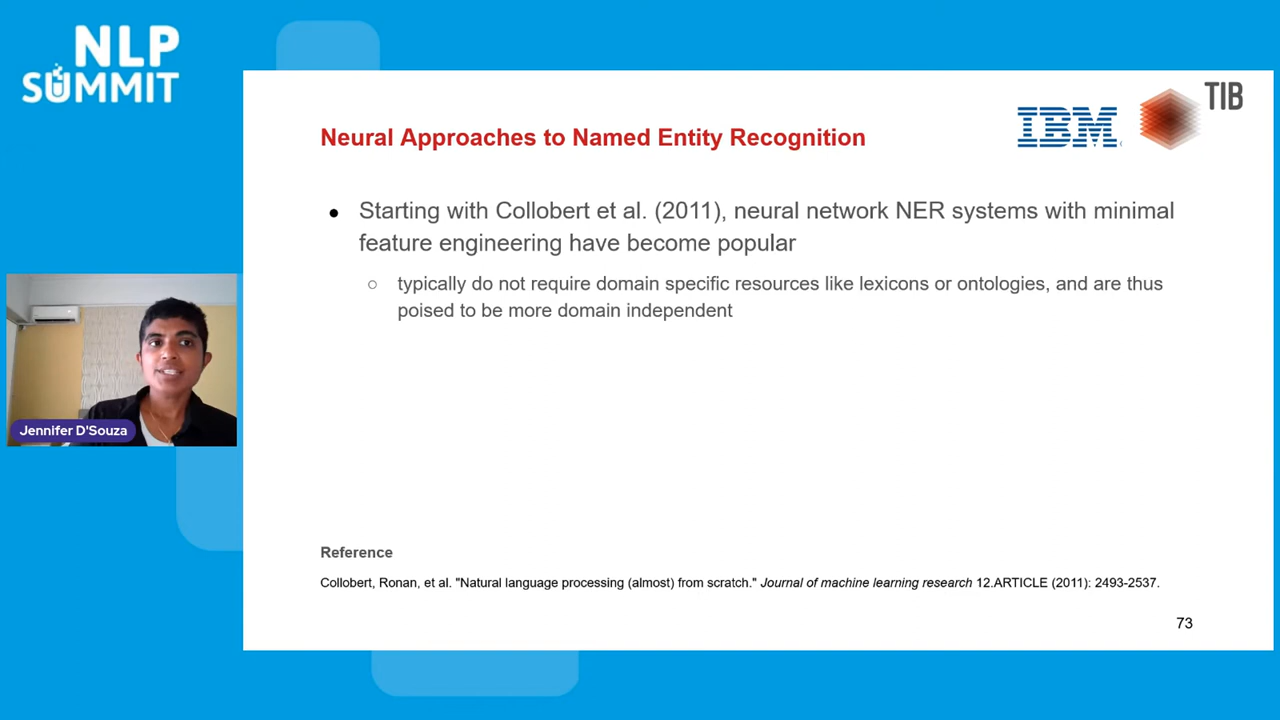 NLP
SUMMIT
IBM
TIB
Neural Approaches to Named Entity Recognition
● Starting with Collobert et al. (2011), neural network NER systems with minimal
feature engineering have become popular
○ typically do not require domain specific resources like lexicons or ontologies, and are thus
poised to be more domain independent
Jennifer D'Souza
Reference
Collobert, Ronan, et al. "Natural language processing (almost) from scratch." Journal of machine learning research 12.ARTICLE (2011): 2493-2537.
73